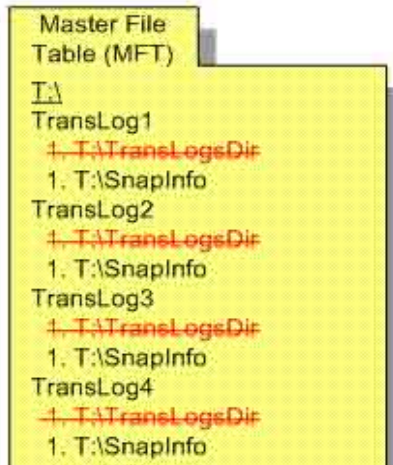 Master File
Table (MFT)
T:\
TransLog1
1. T:\TransLogsDir
1. T:\SnapInfo
TransLog2
1. T:\TransLogsDir
1. T:\SnapInfo
TransLog3
1. T:\TransLogsDir
1. T:\SnapInfo
TransLog4
1. T:\TransLogsDir
1. T:\SnapInfo